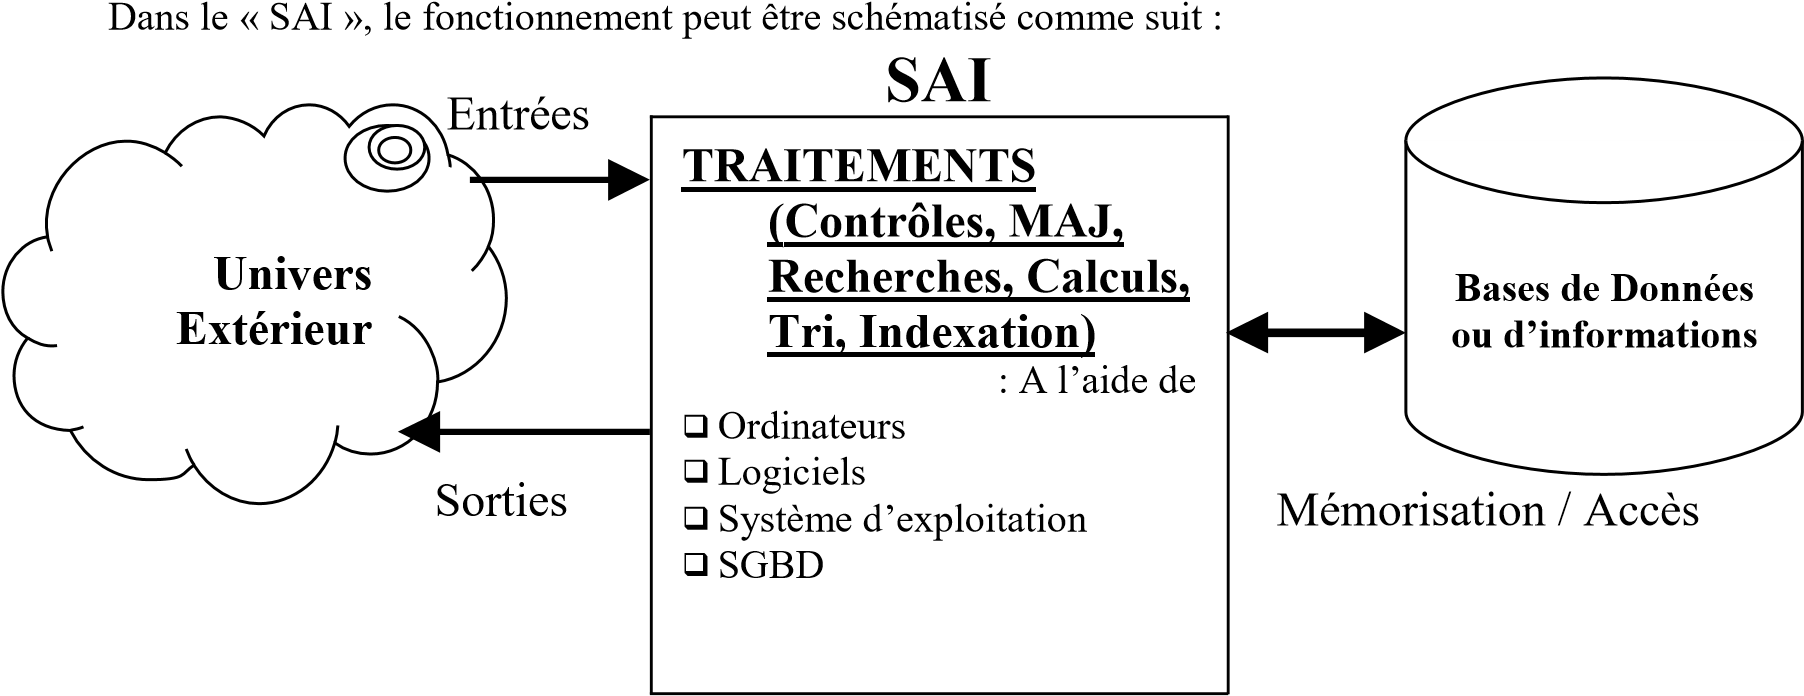 Dans le « SAI », le fonctionnement peut être schématisé comme suit :
SAI
Entrées
TRAITEMENTS
(Contrôles, MAJ,
Recherches, Calculs,
Tri, Indexation)
: A l’aide de
❑ Ordinateurs
❑ Logiciels
❑ Système d’exploitation
❑ SGBD
Univers
Extérieur
Sorties
Bases de Données
ou d’informations
Mémorisation / Accès